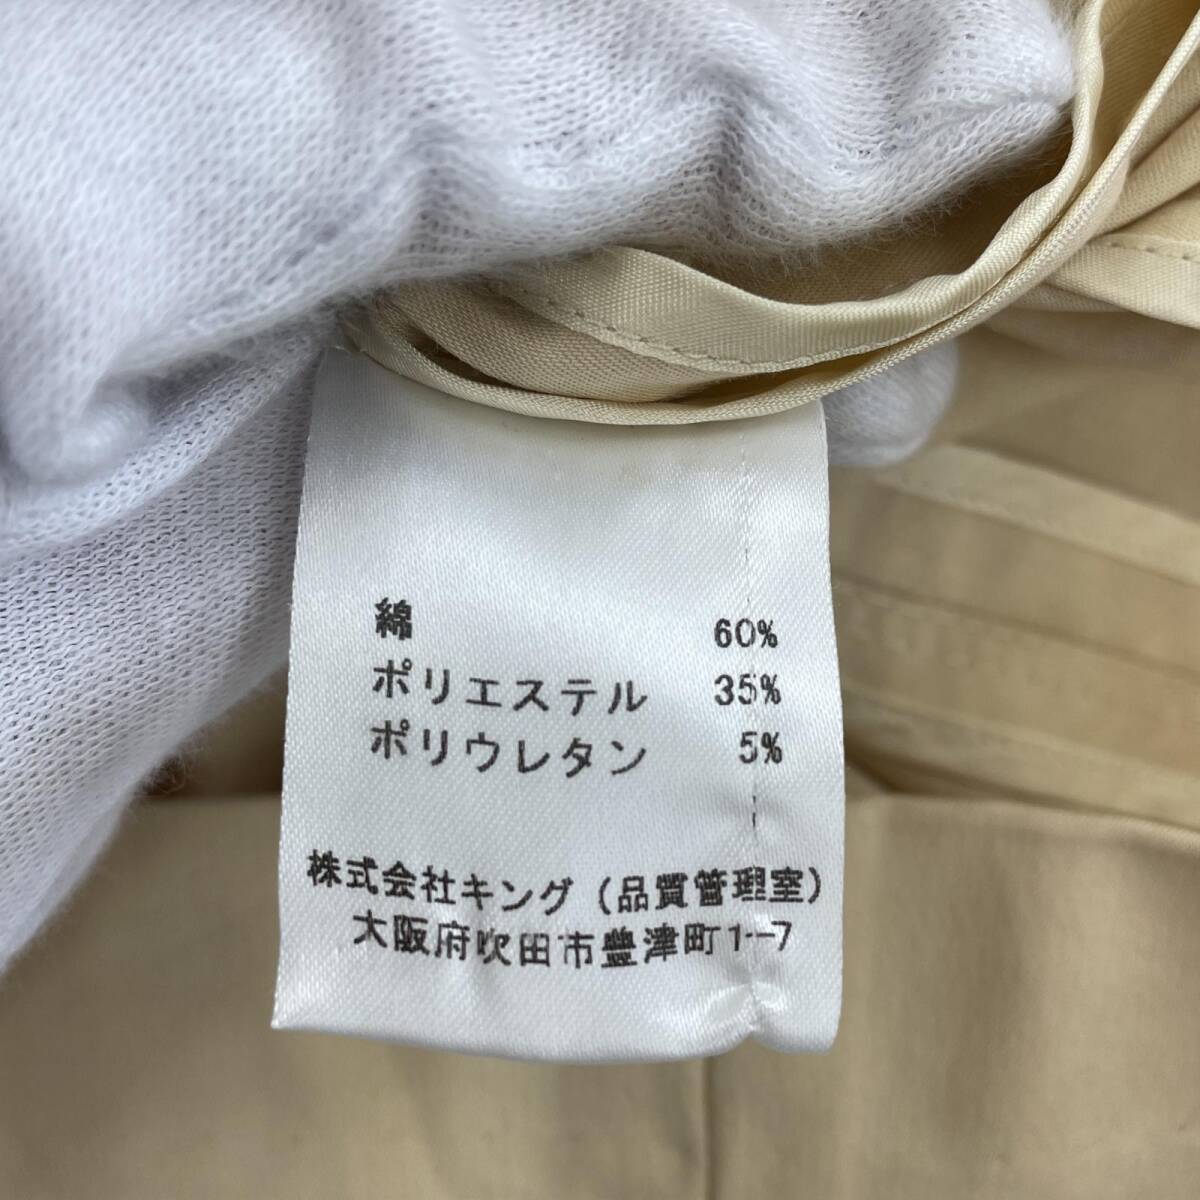 綿 60%
ポリエステル 35%
ポリウレタン 5%
株式会社キング(品質管理室)
大阪府吹田市豊津町1-7